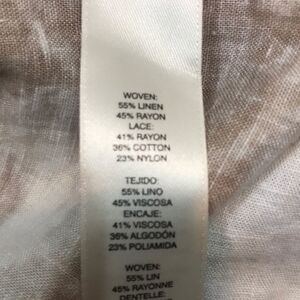 WOVEN:
55% LINEN
45% RAYON
LACE:
41% RAYON
36% COTTON
23% NYLON
TEJIDO:
55% LINO
45% VISCOSA
ENCAJE:
41% VISCOSA
36% ALGODÓN
23% POLIAMIDA
WOVEN:
55% LIN
45% RAYONNE
DENTELLE: